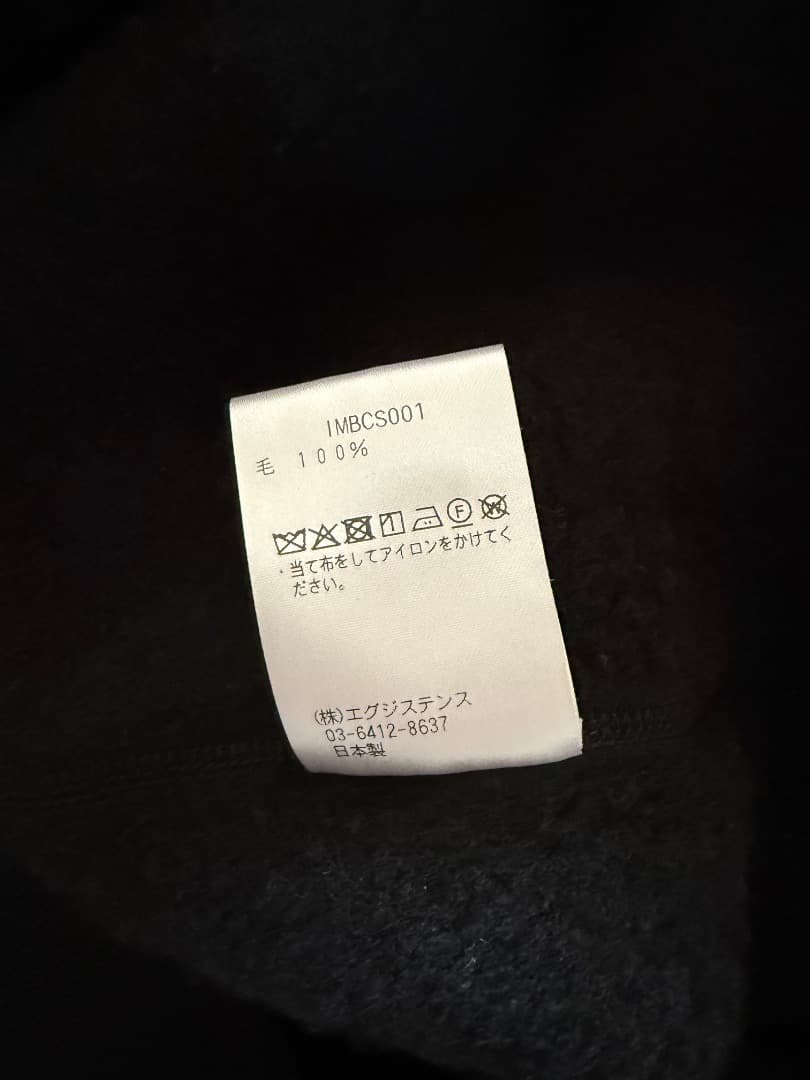 IMBCS001
毛 100%
F W
・当て布をしてアイロンをかけてく
ださい。
(株)エグジステンス
03-6412-8637
日本製